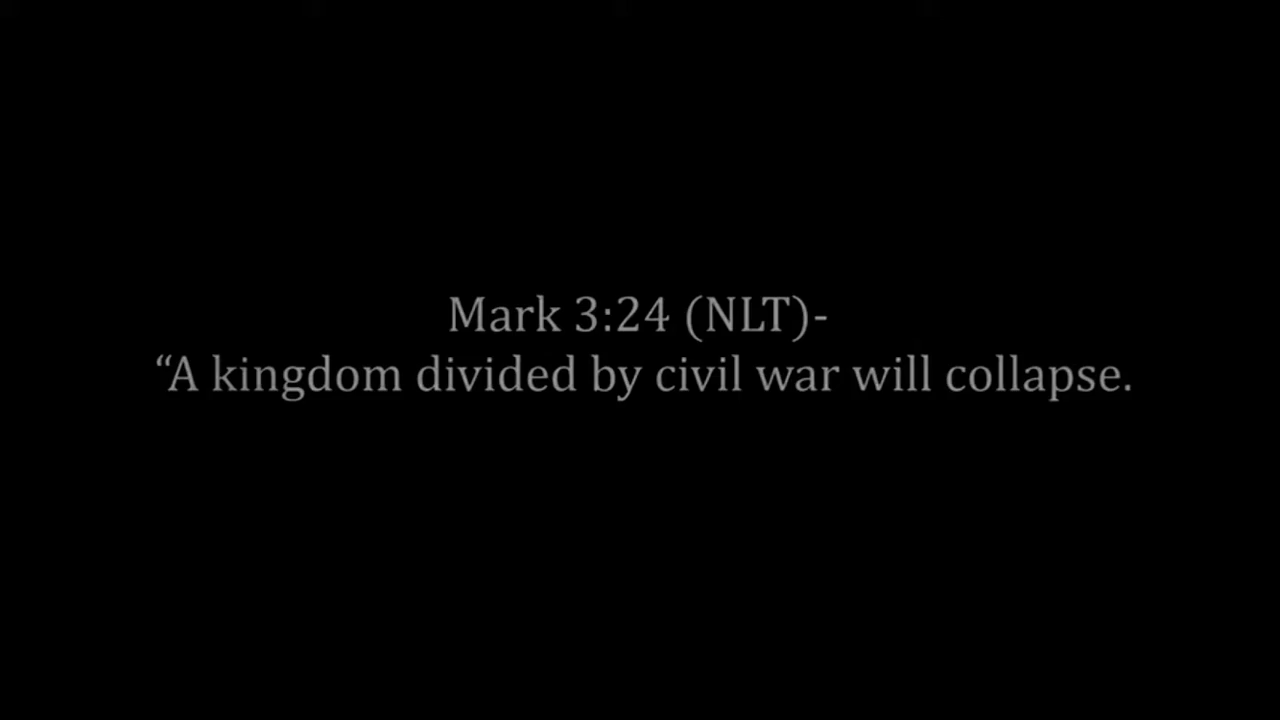 Mark 3:24 (NLT)-
“A kingdom divided by civil war will collapse.